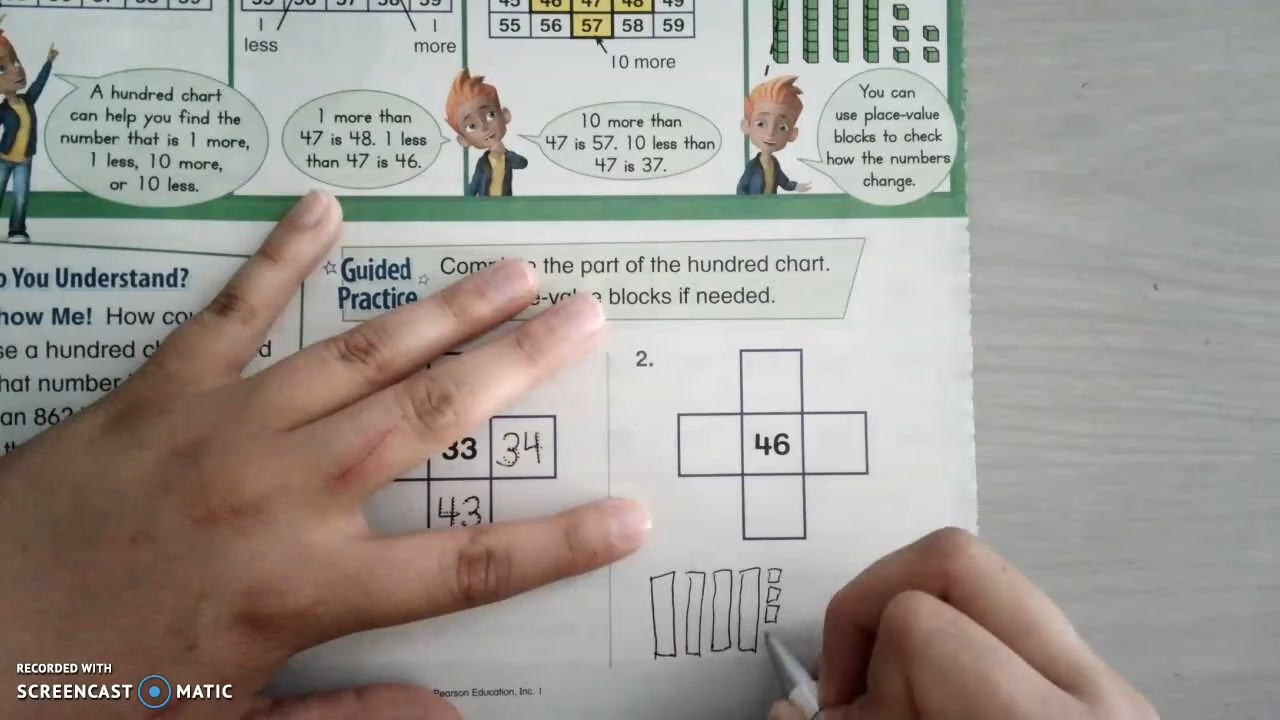 1
less
1
more
45 46 47 48 49
55 56 57 58 59
10 more
A hundred chart
can help you find the
number that is 1 more,
1 less, 10 more,
or 10 less.
1 more than
47 is 48. 1 less
than 47 is 46.
10 more than
47 is 57. 10 less than
47 is 37.
You can
use place-value
blocks to check
how the numbers
change.
You Understand?
Me! How
se a hundred
hat number
an 86?
Guided
Practice
the part of the hundred chart.
blocks if needed.
33 34
43
2.
46
Pearson Education, Inc. 1
RECORDED WITH
SCREENCAST MATIC